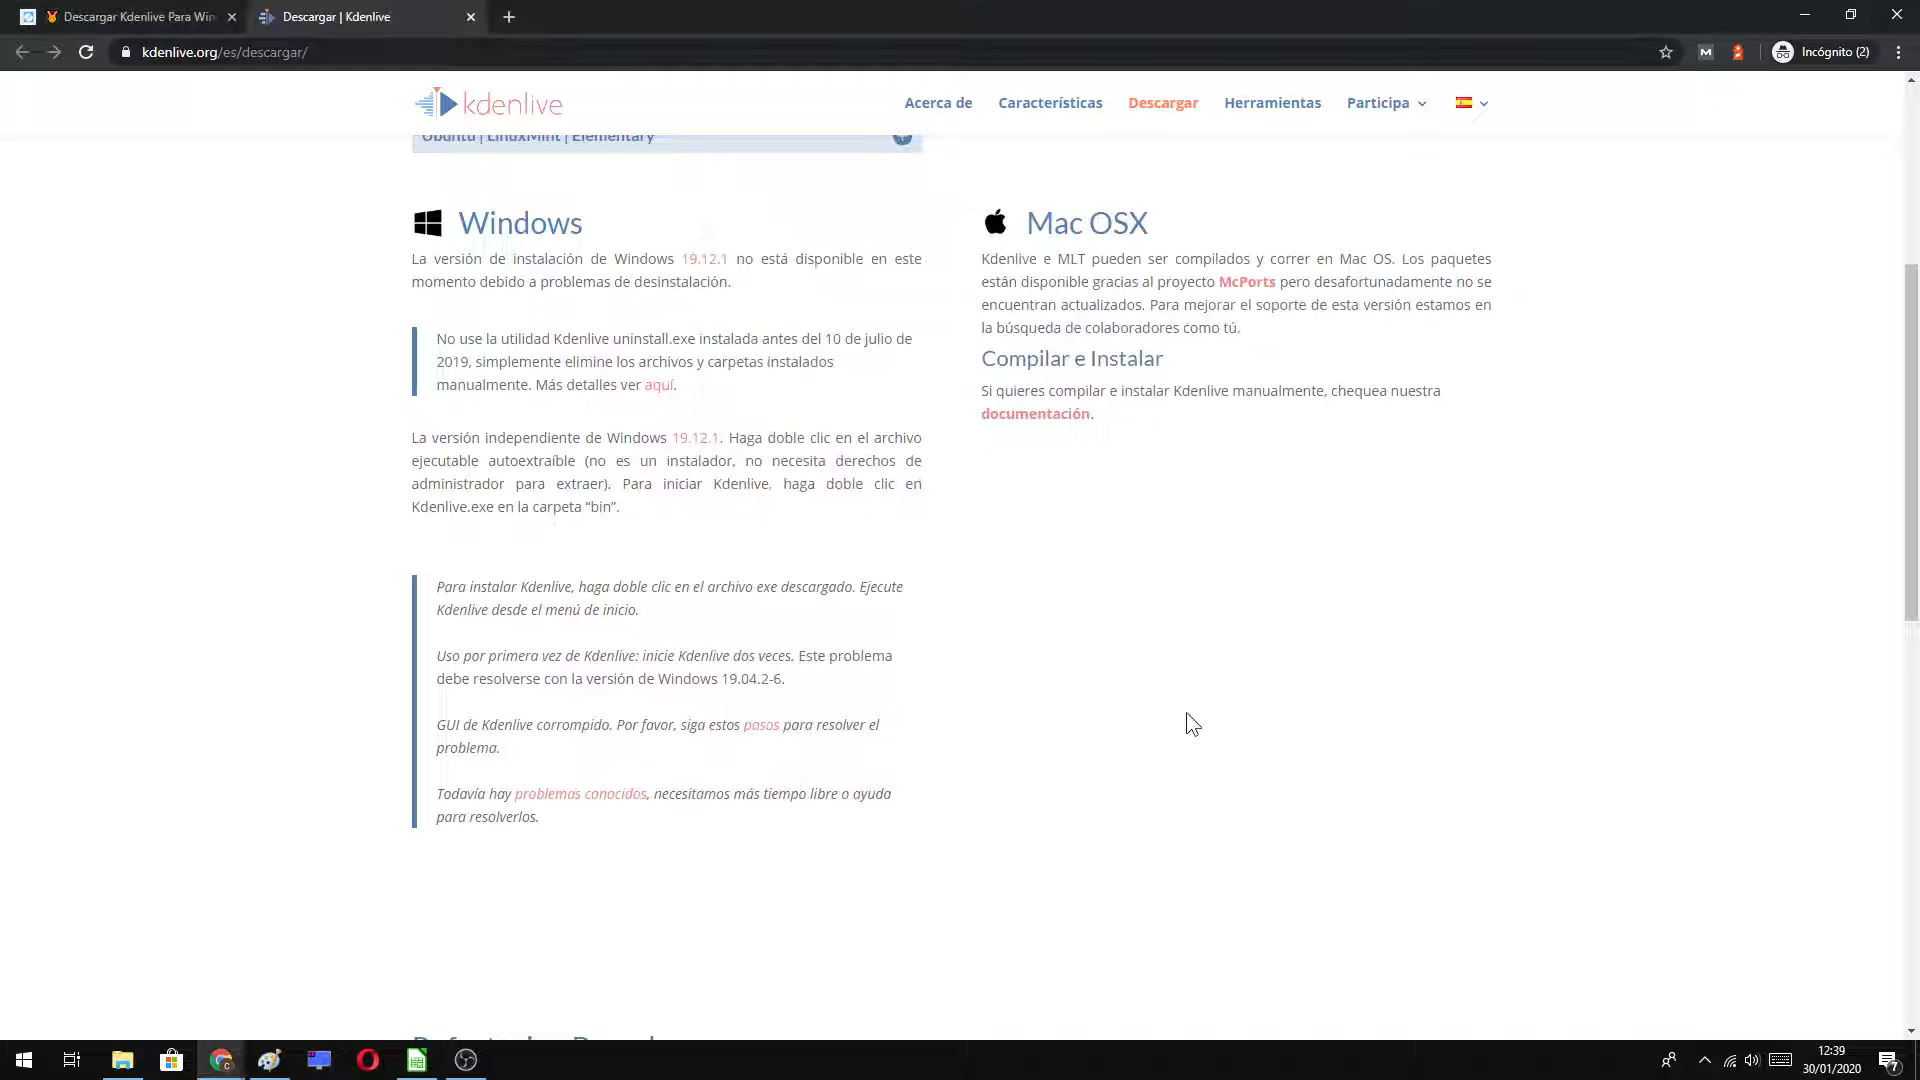 Descargar Kdenlive Para Win
Descargar | Kdenlive
kdenlive.org/es/descargar/
Incógnito (2)
kdenlive
Acerca de
Características
Descargar
Herramientas
Participa
Ubuntu | LinuxMint | Elementary
Windows
La versión de instalación de Windows 19.12.1 no está disponible en este
momento debido a problemas de desinstalación.
No use la utilidad Kdenlive uninstall.exe instalada antes del 10 de julio de
2019, simplemente elimine los archivos y carpetas instalados
manualmente. Más detalles ver aquí.
La versión independiente de Windows 19.12.1. Haga doble clic en el archivo
ejecutable autoextraíble (no es un instalador, no necesita derechos de
administrador para extraer). Para iniciar Kdenlive, haga doble clic en
Kdenlive.exe en la carpeta “bin”.
Para instalar Kdenlive, haga doble clic en el archivo exe descargado. Ejecute
Kdenlive desde el menú de inicio.
Uso por primera vez de Kdenlive: inicie Kdenlive dos veces. Este problema
debe resolverse con la versión de Windows 19.04.2-6.
GUI de Kdenlive corrompido. Por favor, siga estos pasos para resolver el
problema.
Todavía hay problemas conocidos, necesitamos más tiempo libre o ayuda
para resolverlos.
Mac OSX
Kdenlive e MLT pueden ser compilados y correr en Mac OS. Los paquetes
están disponible gracias al proyecto McPorts pero desafortunadamente no se
encuentran actualizados. Para mejorar el soporte de esta versión estamos en
la búsqueda de colaboradores como tú.
Compilar e Instalar
Si quieres compilar e instalar Kdenlive manualmente, chequea nuestra
documentación.
12:39
30/01/2020
7